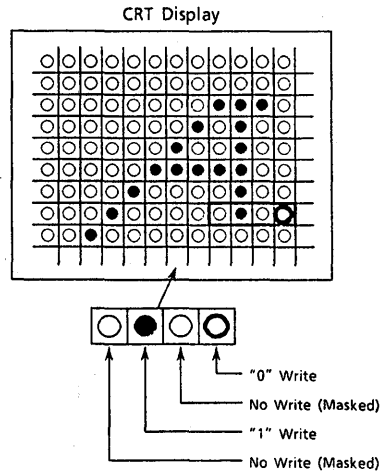 CRT Display
"0" Write
No Write (Masked)
"1" Write
No Write (Masked)